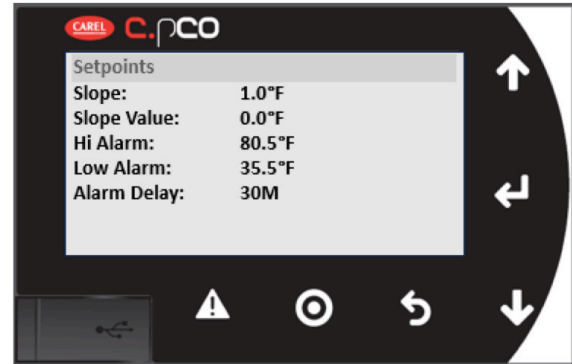 CAREL c.pco
Setpoints
Slope: 1.0°F
Slope Value: 0.0°F
Hi Alarm: 80.5°F
Low Alarm: 35.5°F
Alarm Delay: 30M